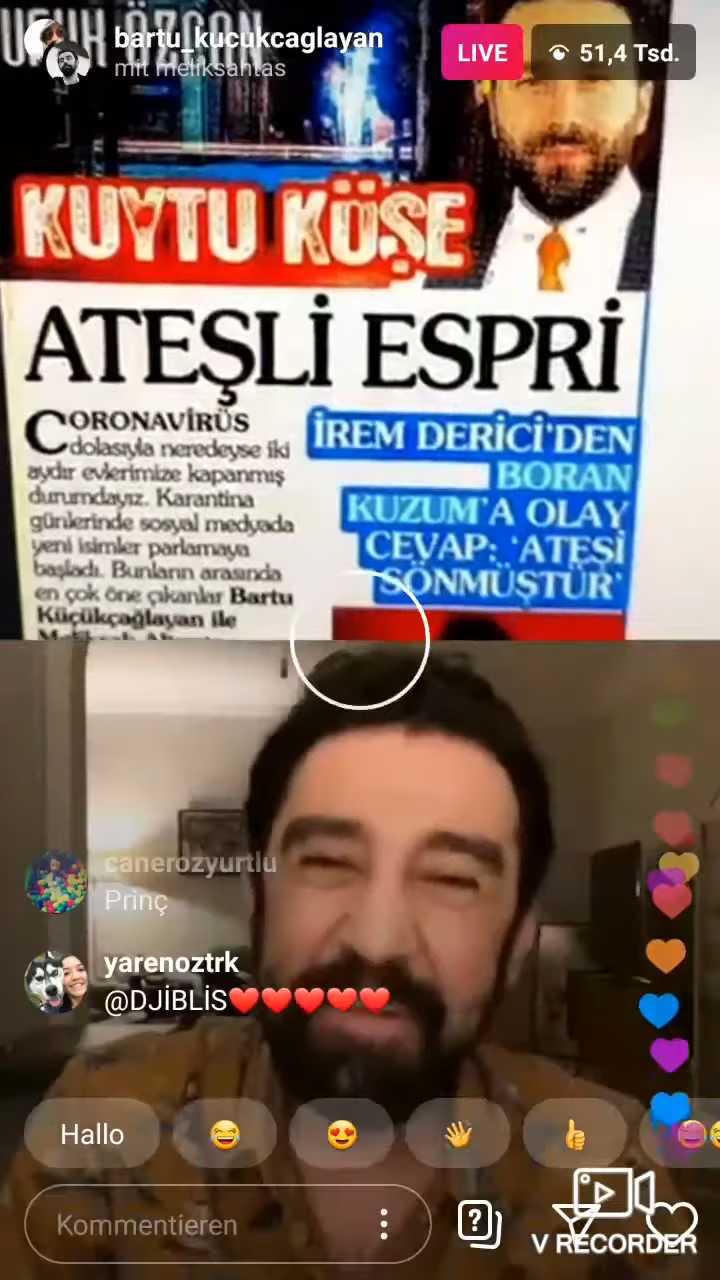 UFUK ÖZCAN
bartu_kucukcaglayan
mit meliksahtas
LIVE
51,4 Tsd.
KUYTU KÖŞE
ATEŞLİ ESPRİ
CORONAVİRÜS
dolasıyla neredeyse iki
aydır evlerimize kapanmış
durumdayız. Karantina
günlerinde sosyal medyada
yeni isimler parlamaya
başladı. Bunların arasında
en çok öne çıkanlar Bartu
Küçükçağlayan ile
İREM DERİCİ'DEN
BORAN
KUZUM'A OLAY
CEVAP: 'ATEŞİ
SÖNMÜŞTÜR'
canerozyurtlu
Prinç
yarenoztrk
@DJİBLİS❤️❤️❤️❤️❤️
Hallo
Kommentieren
V RECORDER